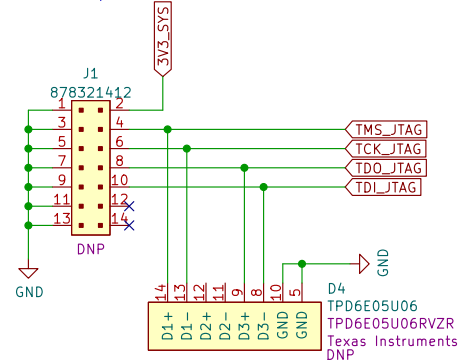 3V3_SYS
J1
878321412
1 2
3 4
5 6
7 8
9 10
11 12
13 14
DNP
GND
TMS_JTAG
TCK_JTAG
TDO_JTAG
TDI_JTAG
GND
14 13 12 11 9 8 10 5
D1+ D1- D2+ D2- D3+ D3- GND GND
D4
TPD6E05U06
TPD6E05U06RVZR
Texas Instruments
DNP